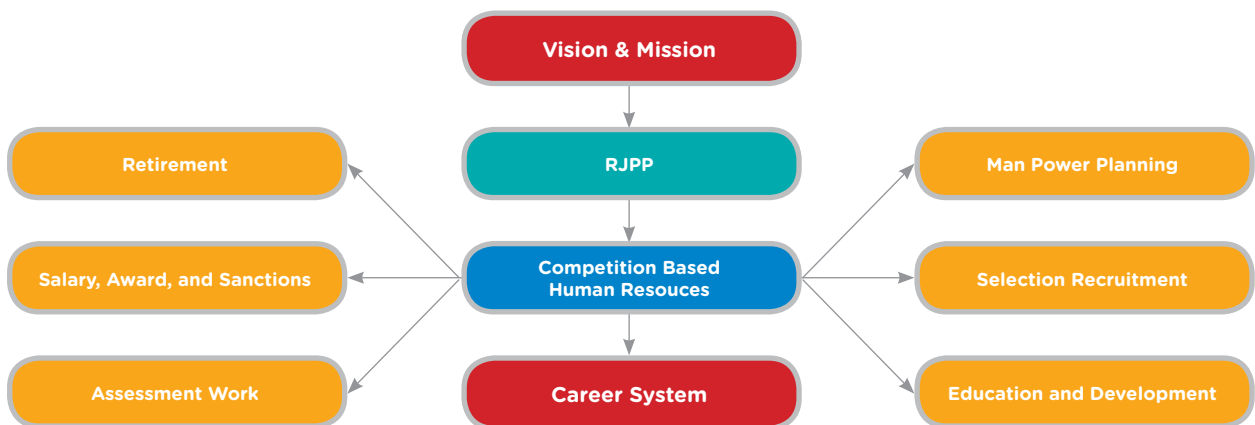 Vision & Mission
Retirement
RJPP
Man Power Planning
Salary, Award, and Sanctions
Competition Based
Human Resouces
Selection Recruitment
Assessment Work
Career System
Education and Development